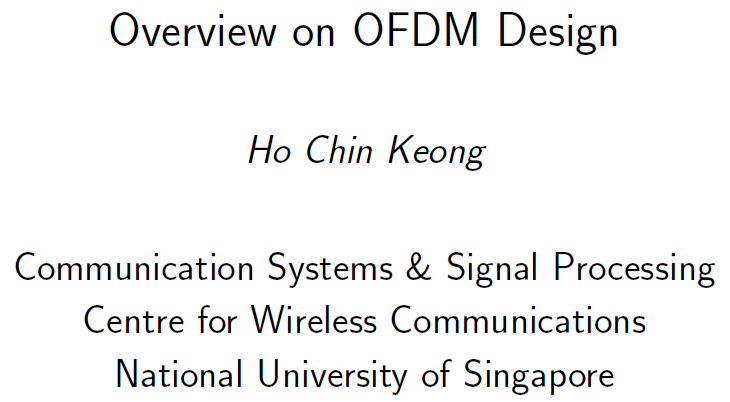 Overview on OFDM Design
Ho Chin Keong
Communication Systems & Signal Processing
Centre for Wireless Communications
National University of Singapore